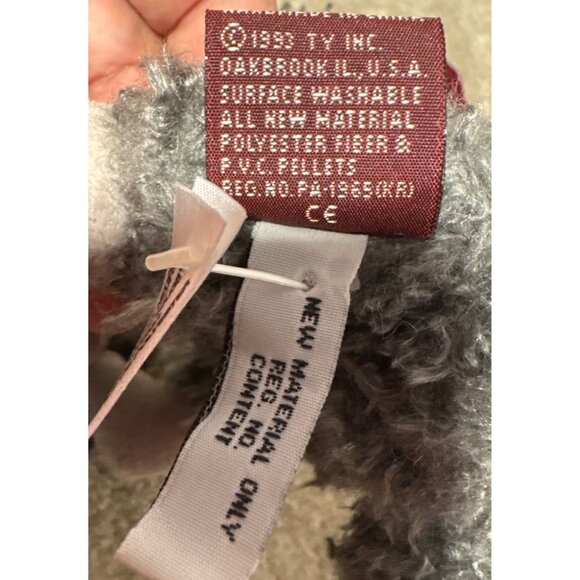 © 1993 TY INC.
OAKBROOK IL., U.S.A.
SURFACE WASHABLE
ALL NEW MATERIAL
POLYESTER FIBER &
P.V.C. PELLETS
REG. NO. PA-1965(KR)
CE
NEW MATERIAL ONLY
REG. NO.
CONTENT: